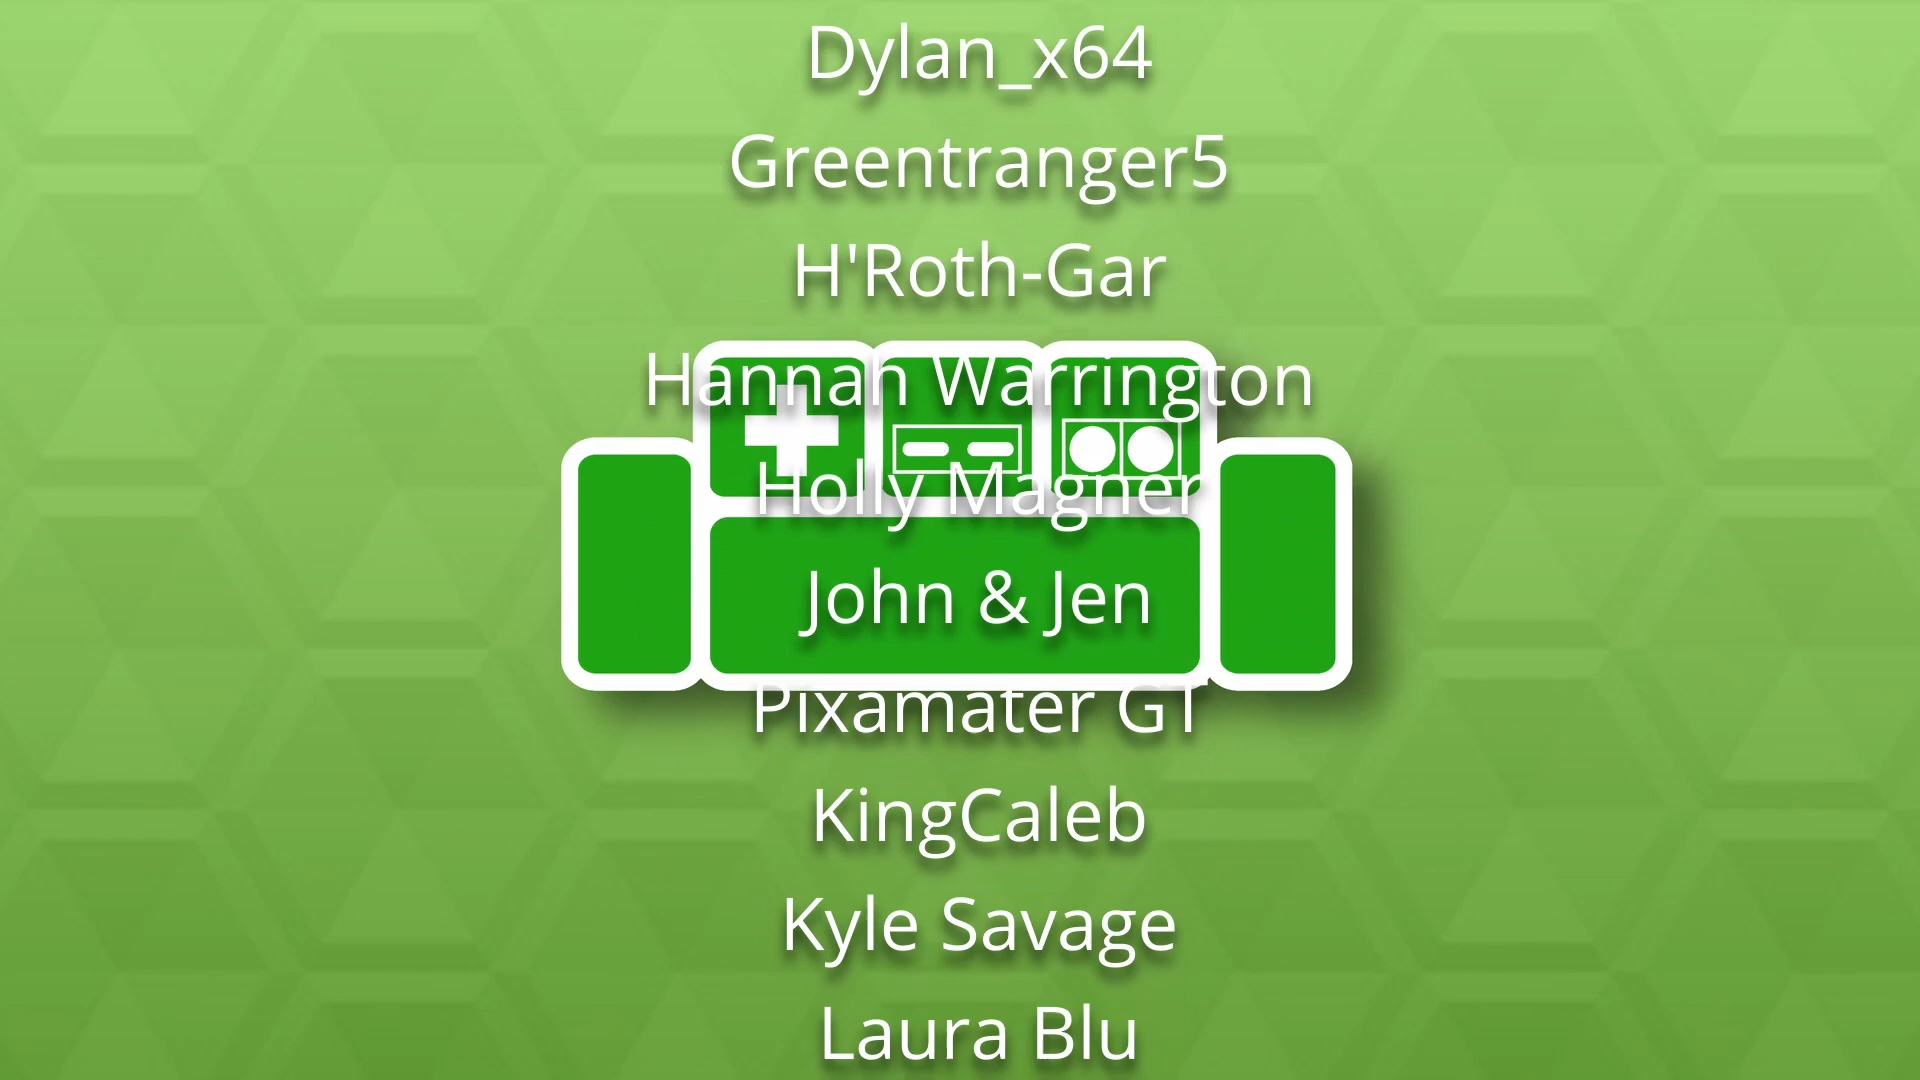 Dylan_x64
Greentranger5
H'Roth-Gar
Hannah Warrington
Holly Magner
John & Jen
Pixamater GT
KingCaleb
Kyle Savage
Laura Blu